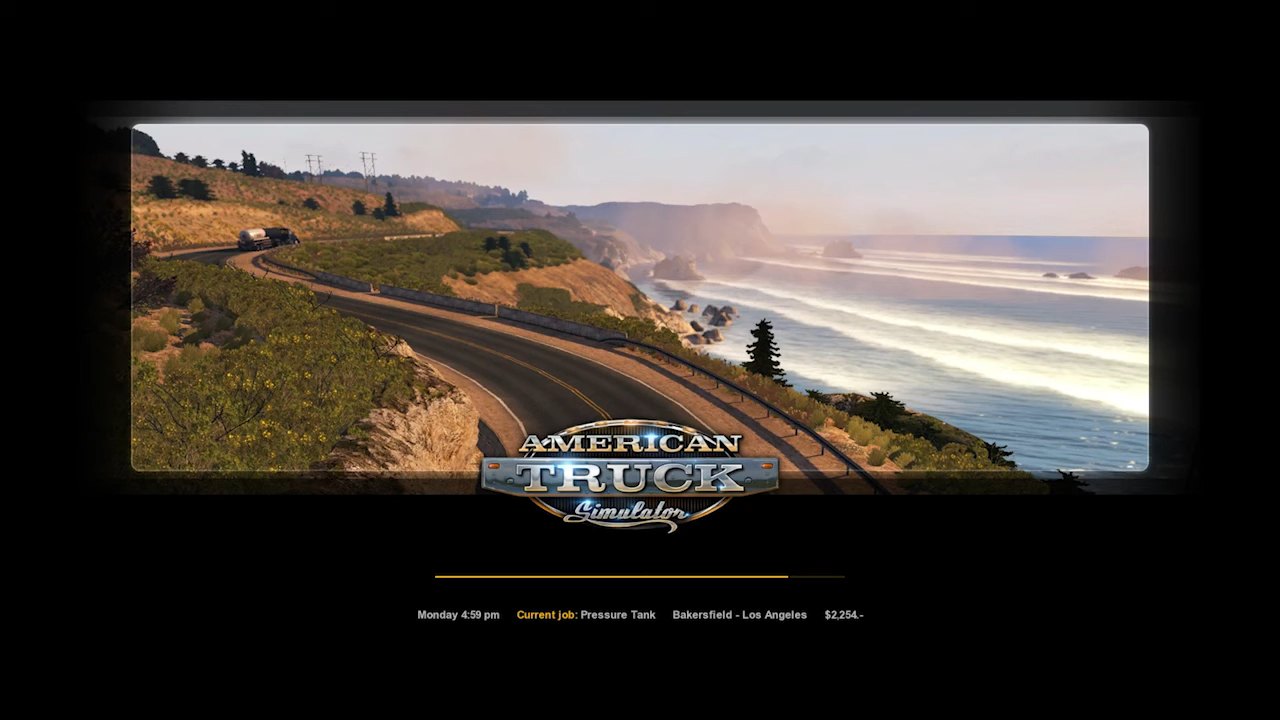 AMERICAN
TRUCK
Simulator
Monday 4:59 pm Current job: Pressure Tank Bakersfield - Los Angeles $2,254.-